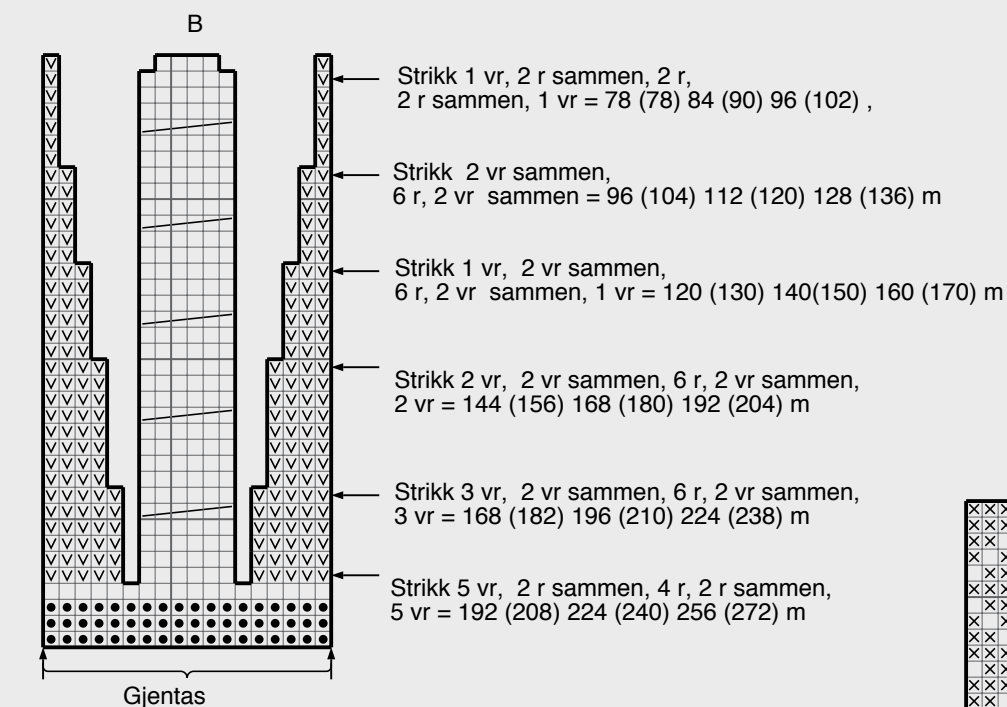 B
Strikk 1 vr, 2 r sammen, 2 r,
2 r sammen, 1 vr = 78 (78) 84 (90) 96 (102) ,
Strikk 2 vr sammen,
6 r, 2 vr sammen = 96 (104) 112 (120) 128 (136) m
Strikk 1 vr, 2 vr sammen,
6 r, 2 vr sammen, 1 vr = 120 (130) 140(150) 160 (170) m
Strikk 2 vr, 2 vr sammen, 6 r, 2 vr sammen,
2 vr = 144 (156) 168 (180) 192 (204) m
Strikk 3 vr, 2 vr sammen, 6 r, 2 vr sammen,
3 vr = 168 (182) 196 (210) 224 (238) m
Strikk 5 vr, 2 r sammen, 4 r, 2 r sammen,
5 vr = 192 (208) 224 (240) 256 (272) m
Gjentas